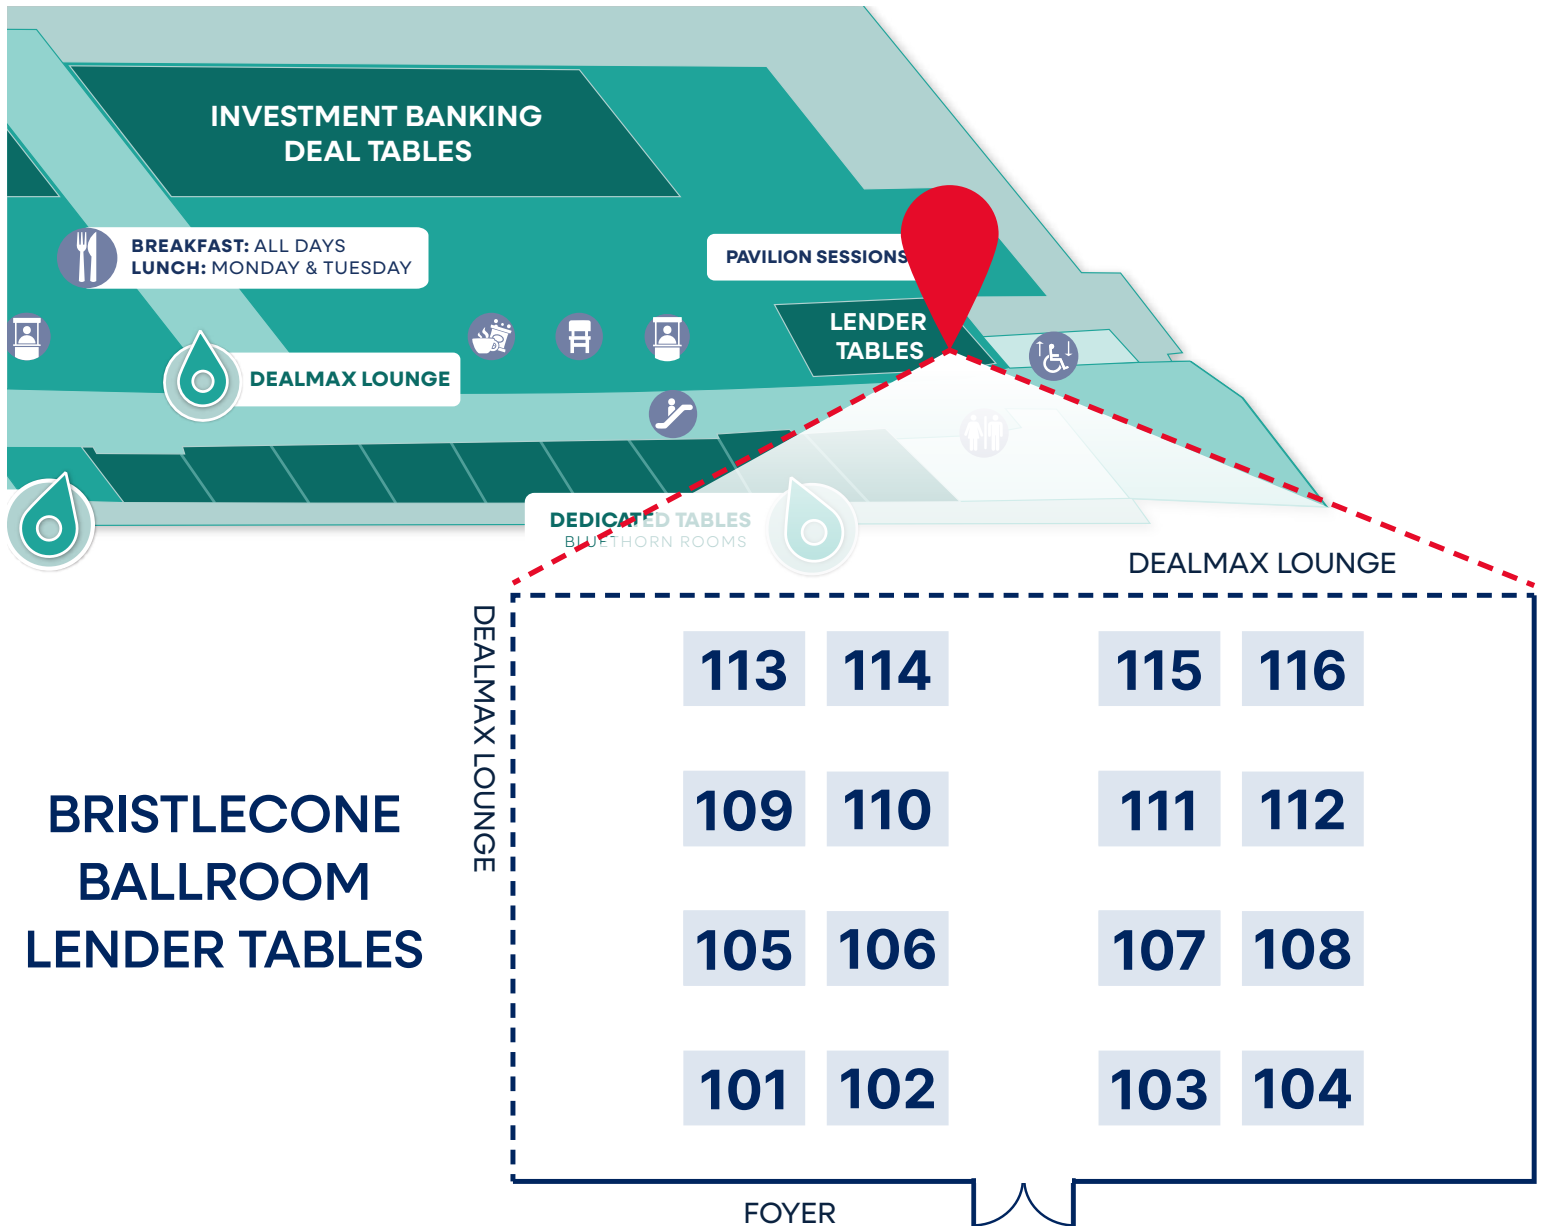 INVESTMENT BANKING
DEAL TABLES
BREAKFAST: ALL DAYS
LUNCH: MONDAY & TUESDAY
PAVILION SESSIONS
LENDER
TABLES
DEALMAX LOUNGE
DEDICATED TABLES
BLUETHORN ROOMS
DEALMAX LOUNGE
DEALMAX LOUNGE
113 114 115 116
109 110 111 112
105 106 107 108
101 102 103 104
BRISTLECONE
BALLROOM
LENDER TABLES
FOYER